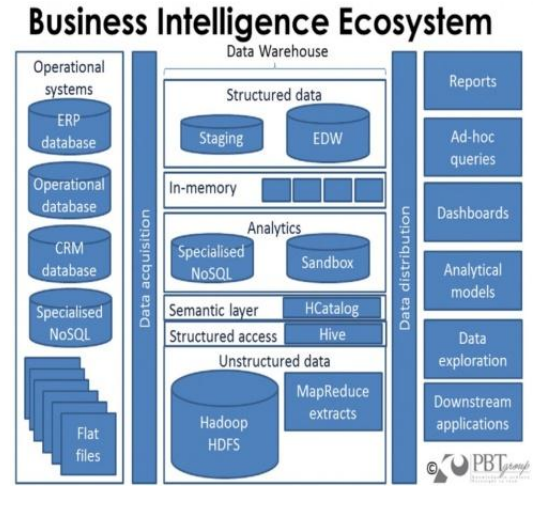 Business Intelligence Ecosystem
Operational
systems
ERP
database
Operational
database
CRM
database
Specialised
NoSQL
Flat
files
Data acquisition
Data Warehouse
Structured data
Staging
EDW
In-memory
Analytics
Specialised
NoSQL
Sandbox
Semantic layer
HCatalog
Structured access
Hive
Unstructured data
Hadoop
HDFS
MapReduce
extracts
Data distribution
Reports
Ad-hoc
queries
Dashboards
Analytical
models
Data
exploration
Downstream
applications
© PBTgroup